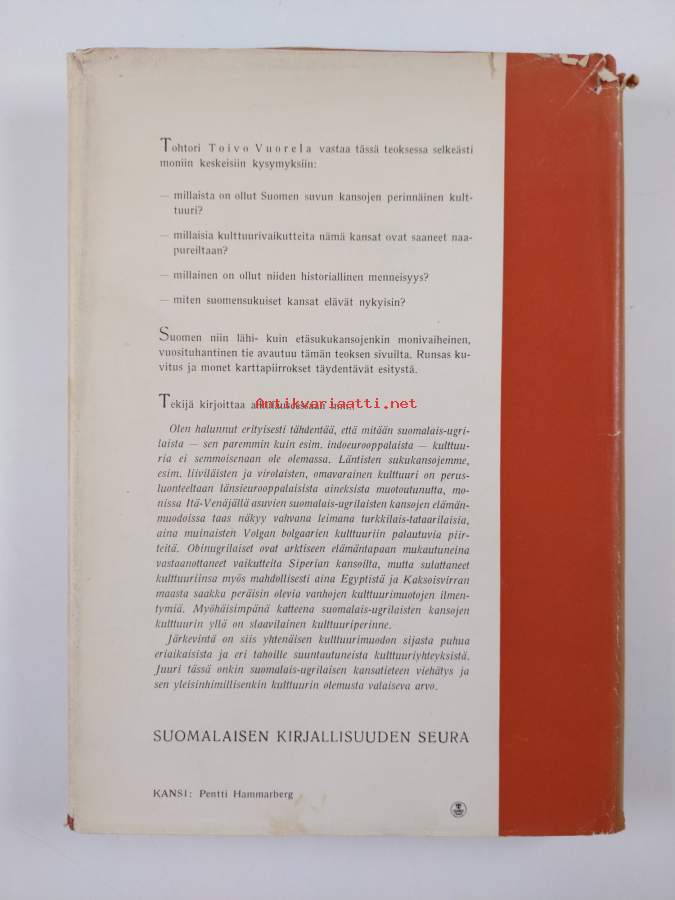 Tohtori Toivo Vuorela vastaa tässä teoksessa selkeästi
moniin keskeisiin kysymyksiin:
— millaista on ollut Suomen suvun kansojen perinnäinen kult-
tuuri?
— millaisia kulttuurivaikutteita nämä kansat ovat saaneet naa-
pureiltaan?
— millainen on ollut niiden historiallinen menneisyys?
— miten suomensukuiset kansat elävät nykyisin?
Suomen niin lähi- kuin etäsukukansojenkin monivaiheinen,
vuosituhantinen tie avautuu tämän teoksen sivuilta. Runsas ku-
vitus ja monet karttapiirrokset täydentävät esitystä.
Tekijä kirjoittaa
Antikvariaatti.net
Olen halunnut erityisesti tähdentää, että mitään suomalais-ugri-
laista — sen paremmin kuin esim. indoeurooppalaista — kulttuu-
ria ei semmoisenaan ole olemassa. Läntisten sukukansojemme,
esim. liiviläisten ja virolaisten, omavarainen kulttuuri on perus-
luonteeltaan länsieurooppalaisista aineksista muotoutunutta, mo-
nissa Itä-Venäjällä asuvien suomalais-ugrilaisten kansojen elämän-
muodoissa taas näkyy vahvana leimana turkkilais-tataarilaisia,
aina muinaisten Volgan bolgaarien kulttuuriin palautuvia piir-
teitä. Obinugrilaiset ovat arktiseen elämäntapaan mukautuneina
vastaanottaneet vaikutteita Siperian kansoilta, mutta sulattaneet
kulttuuriinsa myös mahdollisesti aina Egyptistä ja Kaksoisvirran
maasta saakka peräisin olevia vanhojen kulttuurimuotojen ilmen-
tymiä. Myöhäisimpänä katteena suomalais-ugrilaisten kansojen
kulttuurin yllä on slaavilainen kulttuuriperinne.
Järkevintä on siis yhtenäisen kulttuurimuodon sijasta puhua
eriaikaisista ja eri tahoille suuntautuneista kulttuuriyhteyksistä.
Juuri tässä onkin suomalais-ugrilaisen kansatieteen viehätys ja
sen yleisinhimillisenkin kulttuurin olemusta valaiseva arvo.
SUOMALAISEN KIRJALLISUUDEN SEURA
KANSI: Pentti Hammarberg